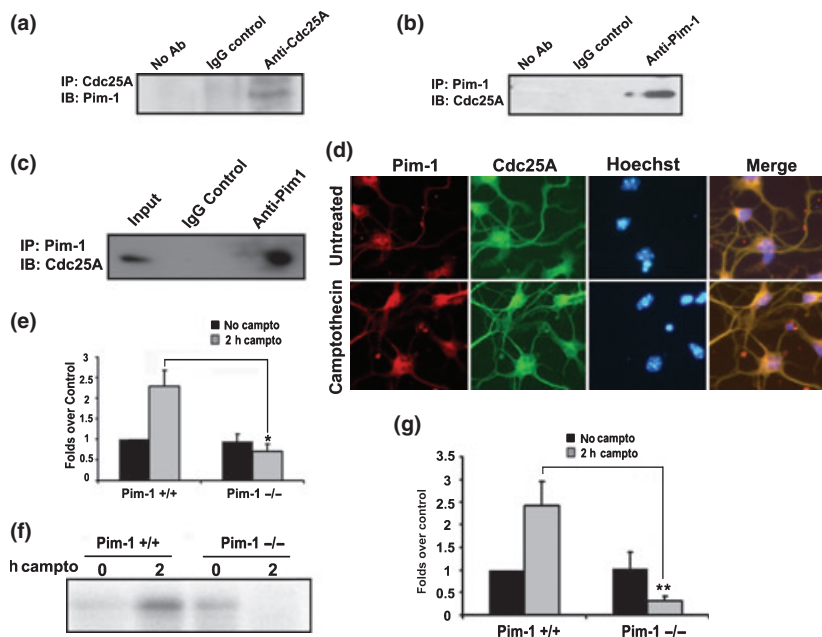 (a)
No Ab
IgG control
Anti-Cdc25A
IP: Cdc25A
IB: Pim-1
(b)
No Ab
IgG control
Anti-Pim-1
IP: Pim-1
IB: Cdc25A
(c)
Input
IgG Control
Anti-Pim1
IP: Pim-1
IB: Cdc25A
(d)
Pim-1 Cdc25A Hoechst Merge
Untreated
Camptothecin
(e)
No campto
2 h campto
Folds over Control
3
2.5
2
1.5
1
0.5
0
*
Pim-1 +/+ Pim-1 –/–
(f)
Pim-1 +/+ Pim-1 –/–
h campto 0 2 0 2
(g)
No campto
2 h campto
Folds over control
3.5
3
2.5
2
1.5
1
0.5
0
**
Pim-1 +/+ Pim-1 –/–